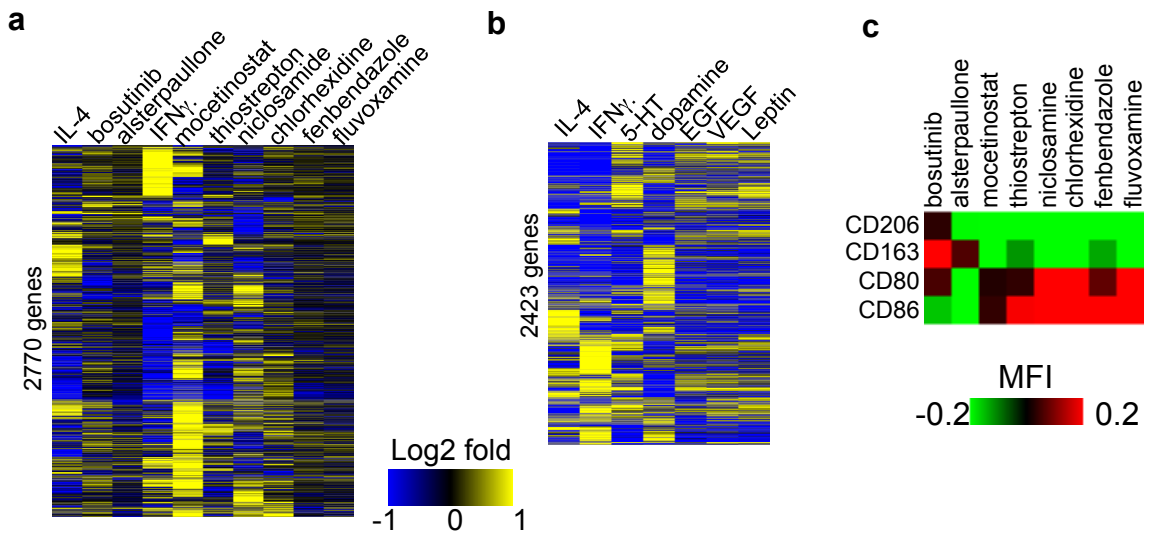 a
IL-4
bosutinib
alsterpaullone
IFNγ.
mocetinostat
thiostrepton
niclosamide
chlorhexidine
fenbendazole
fluvoxamine
2770 genes
Log2 fold
-1 0 1
b
IL-4
IFNγ.
5-HT
dopamine
EGF
VEGF
Leptin
2423 genes
c
bosutinib
alsterpaullone
mocetinostat
thiostrepton
niclosamine
chlorhexidine
fenbendazole
fluvoxamine
CD206
CD163
CD80
CD86
MFI
-0.2 0.2